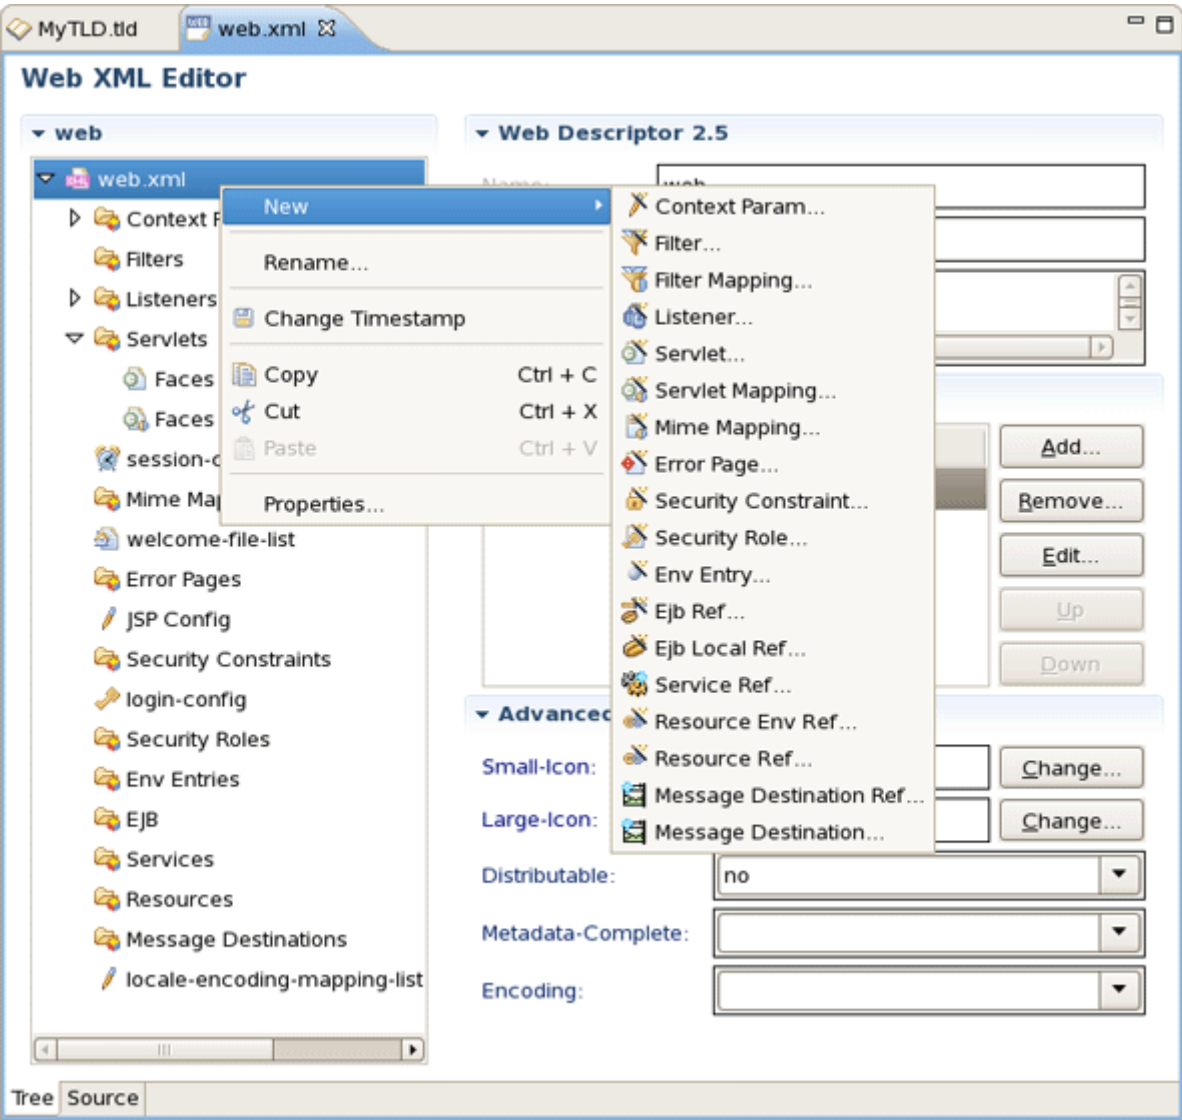 MyTLD.tld
web.xml
Web XML Editor
web
web.xml
Context
Filters
Listeners
Servlets
Faces
Faces
Mime
welcome-file-list
Error Pages
JSP Config
Security Constraints
login-config
Security Roles
Env Entries
EJB
Services
Resources
Message Destinations
locale-encoding-mapping-list
New
Rename...
Change Timestamp
Copy Ctrl + C
Cut Ctrl + X
Paste Ctrl + V
Properties...
Context Param...
Filter...
Filter Mapping...
Listener...
Servlet...
Servlet Mapping...
Mime Mapping...
Error Page...
Security Constraint...
Security Role...
Env Entry...
Ejb Ref...
Ejb Local Ref...
Service Ref...
Resource Env Ref...
Resource Ref...
Message Destination Ref...
Message Destination...
Web Descriptor 2.5
Name: web
Add...
Remove...
Edit...
Up
Down
Advanced
Small-Icon:
Change...
Large-Icon:
Change...
Distributable: no
Metadata-Complete:
Encoding:
Tree
Source